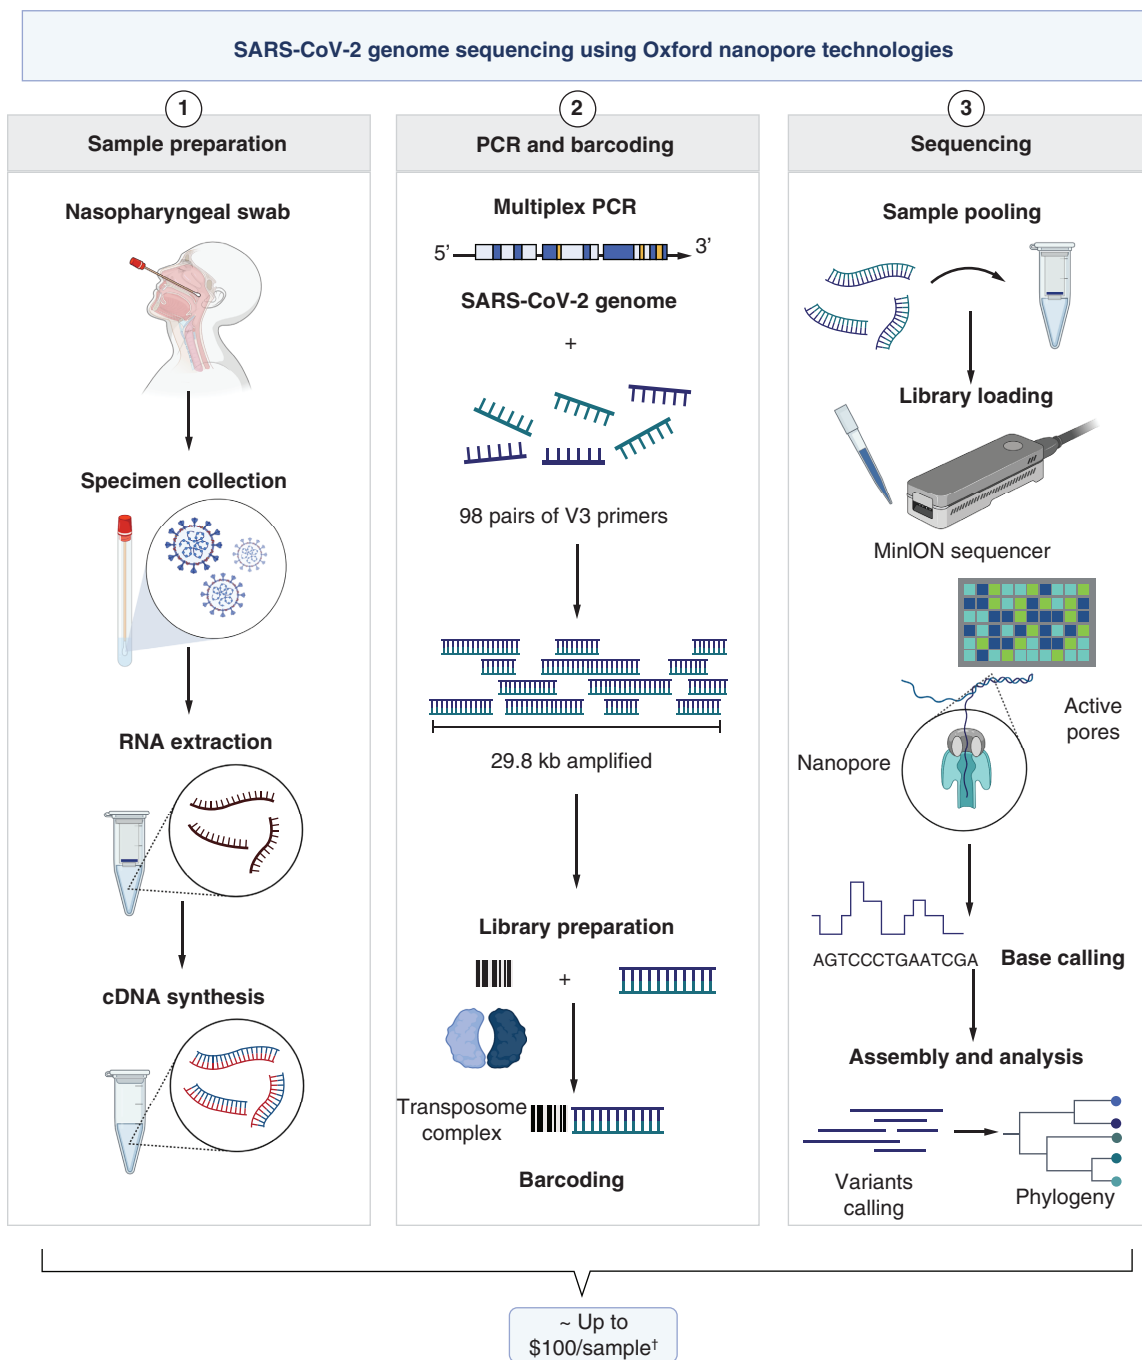 SARS-CoV-2 genome sequencing using Oxford nanopore technologies
1
Sample preparation
Nasopharyngeal swab
Specimen collection
RNA extraction
cDNA synthesis
2
PCR and barcoding
Multiplex PCR
5' 3'
SARS-CoV-2 genome
+
98 pairs of V3 primers
29.8 kb amplified
Library preparation
+
Transposome
complex
Barcoding
3
Sequencing
Sample pooling
Library loading
MinION sequencer
Active
pores
Nanopore
AGTCCCTGAATCGA
Base calling
Assembly and analysis
Variants
calling
Phylogeny
~ Up to
$100/sample†